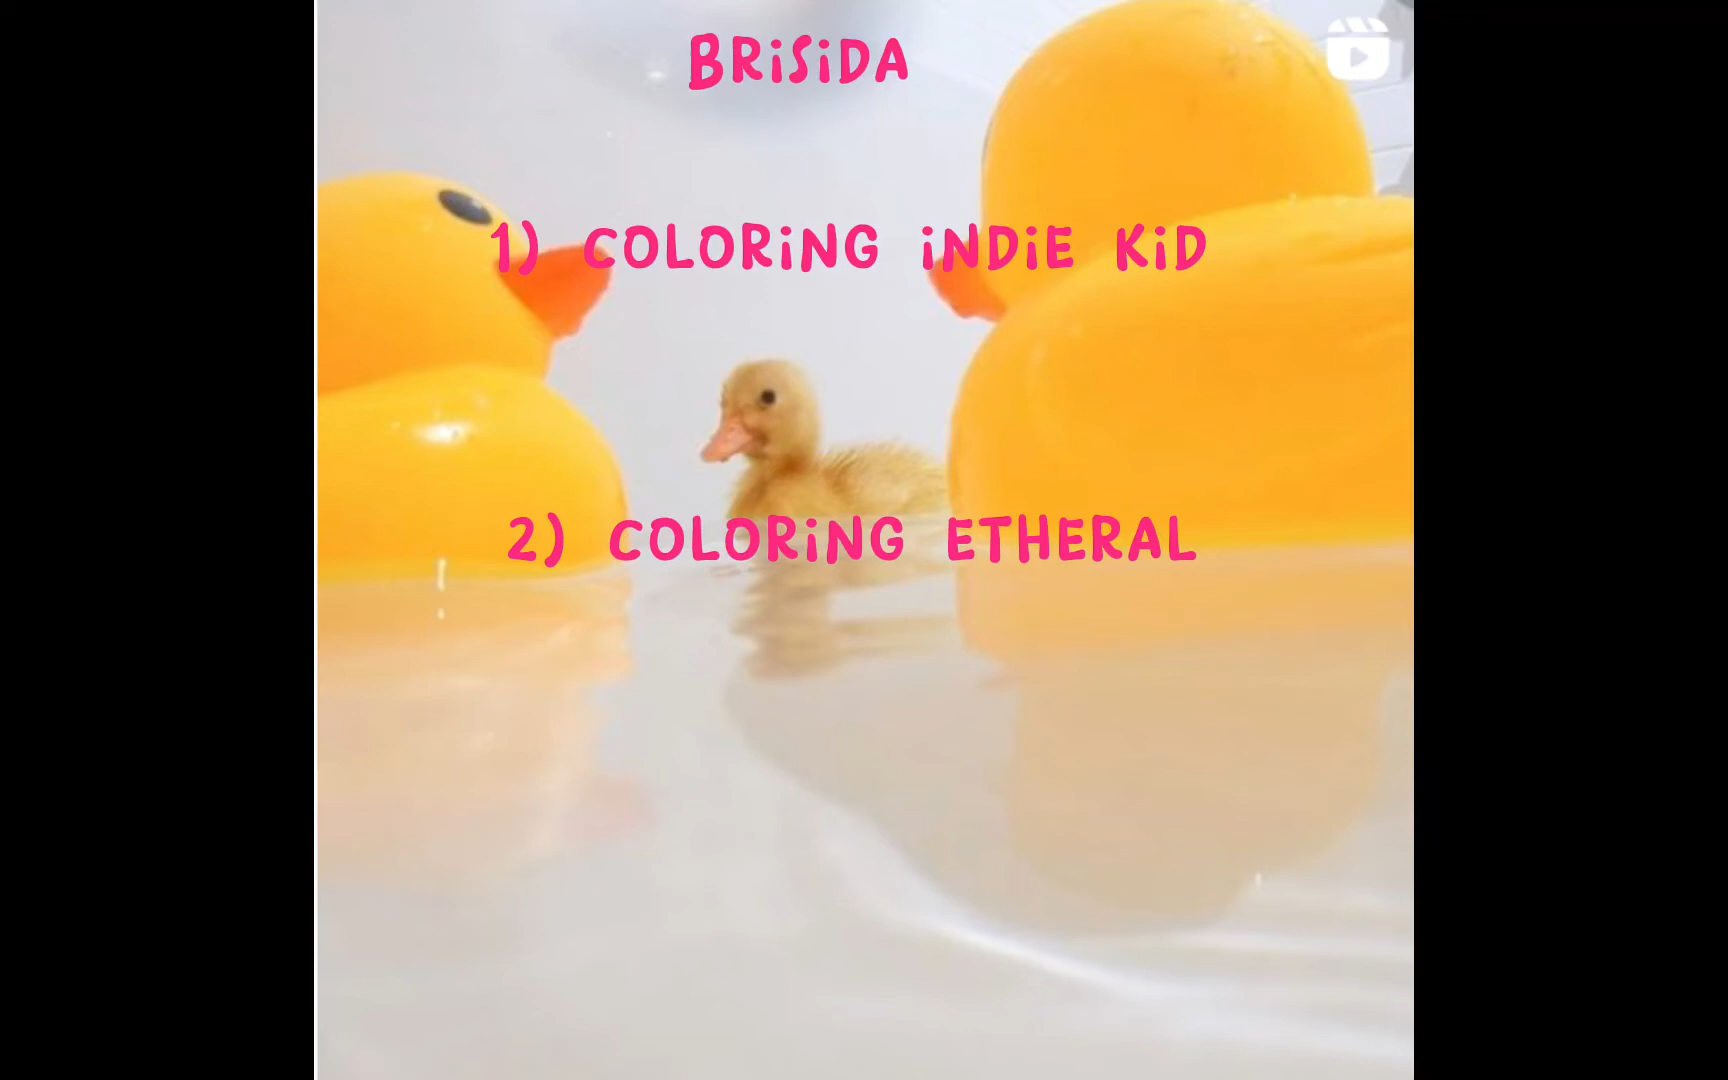 BRiSiDA
1) COLORiNG iNDiE KiD
2) COLORiNG ETHERAL